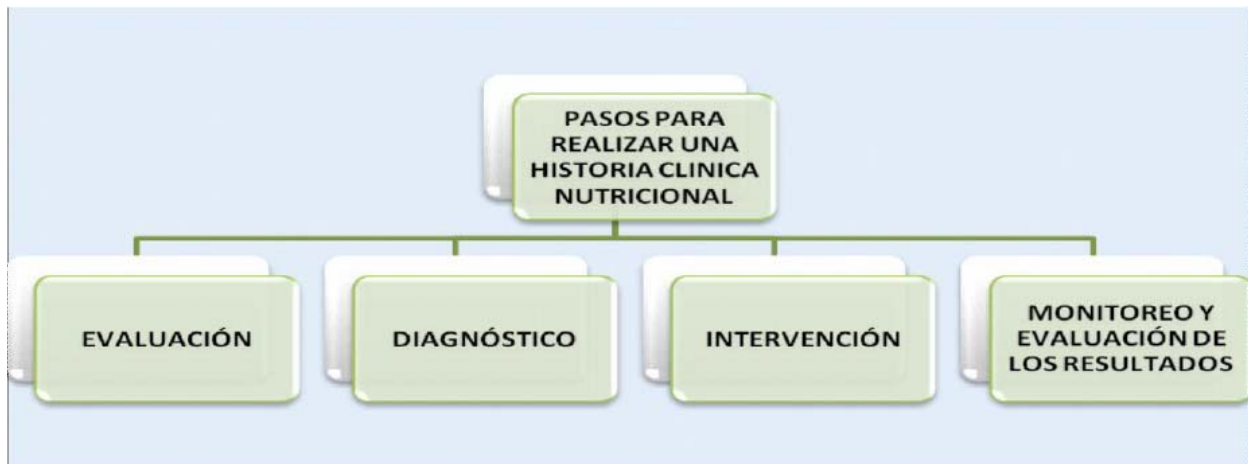 PASOS PARA
REALIZAR UNA
HISTORIA CLINICA
NUTRICIONAL
EVALUACIÓN
DIAGNÓSTICO
INTERVENCIÓN
MONITOREO Y
EVALUACIÓN DE
LOS RESULTADOS